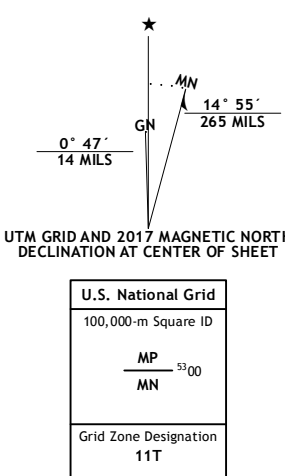 ★
MN
14° 55´
265 MILS
GN
0° 47´
14 MILS
UTM GRID AND 2017 MAGNETIC NORTH
DECLINATION AT CENTER OF SHEET
U.S. National Grid
100,000-m Square ID
MP
5300
MN
Grid Zone Designation
11T